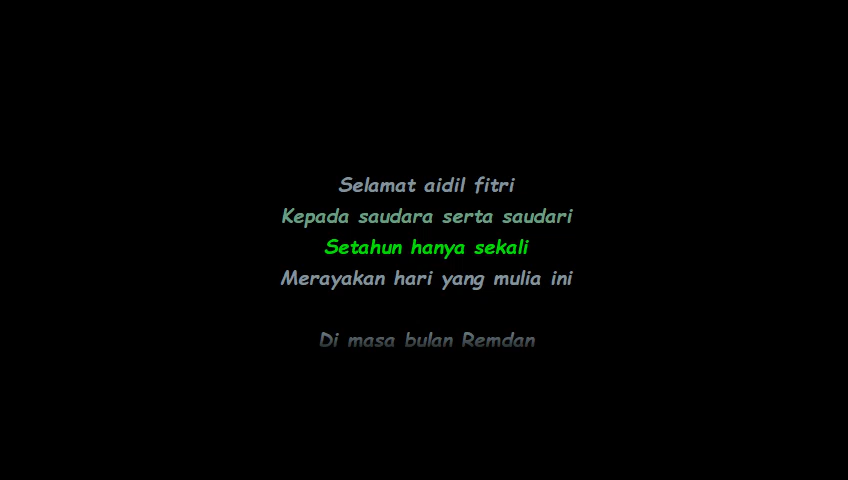 Selamat aidil fitri
Kepada saudara serta saudari
Setahun hanya sekali
Merayakan hari yang mulia ini
Di masa bulan Remdan